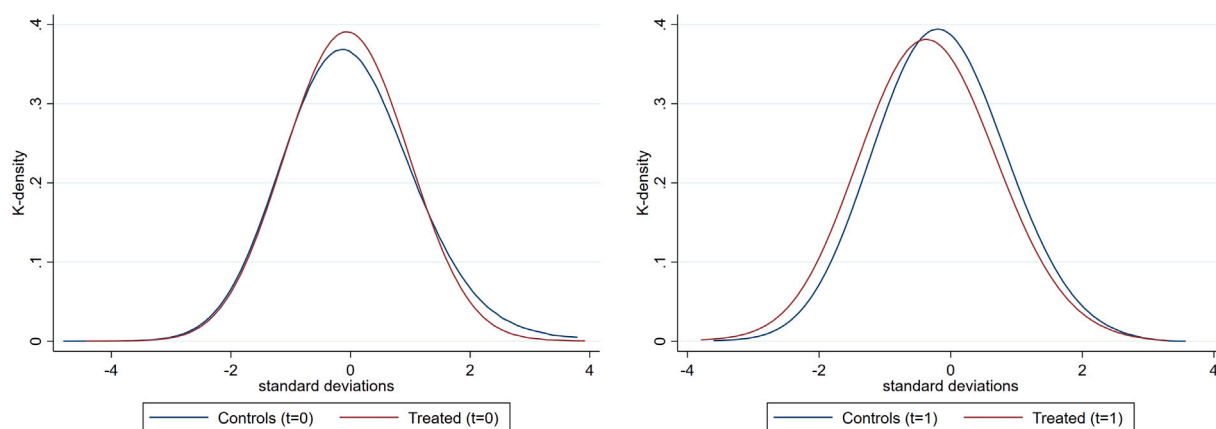 K-density
.4
.3
.2
.1
0
-4 -2 0 2 4
standard deviations
Controls (t=0) Treated (t=0)
K-density
.4
.3
.2
.1
0
-4 -2 0 2 4
standard deviations
Controls (t=1) Treated (t=1)